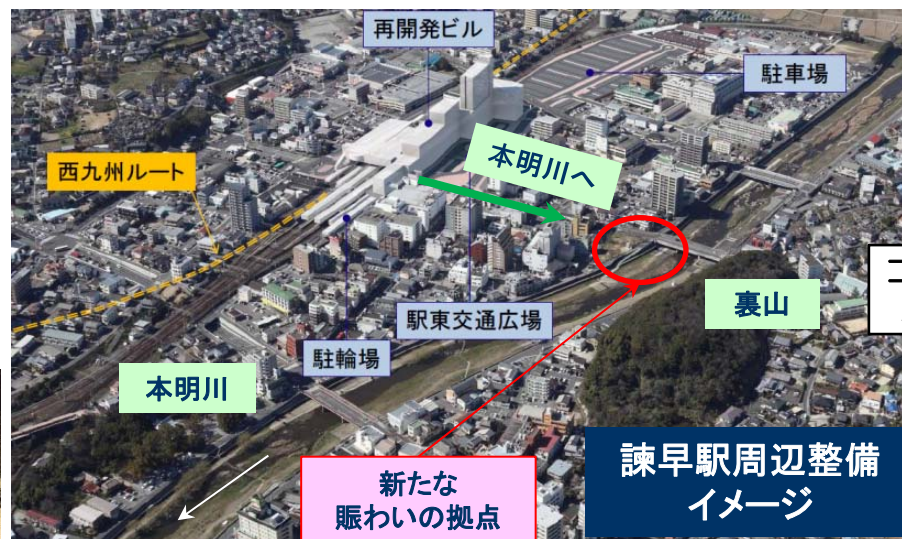 再開発ビル
駐車場
本明川へ
西九州ルート
コ
裏山
駅東交通広場
駐輪場
本明川
諫早駅周辺整備
イメージ
新たな
賑わいの拠点